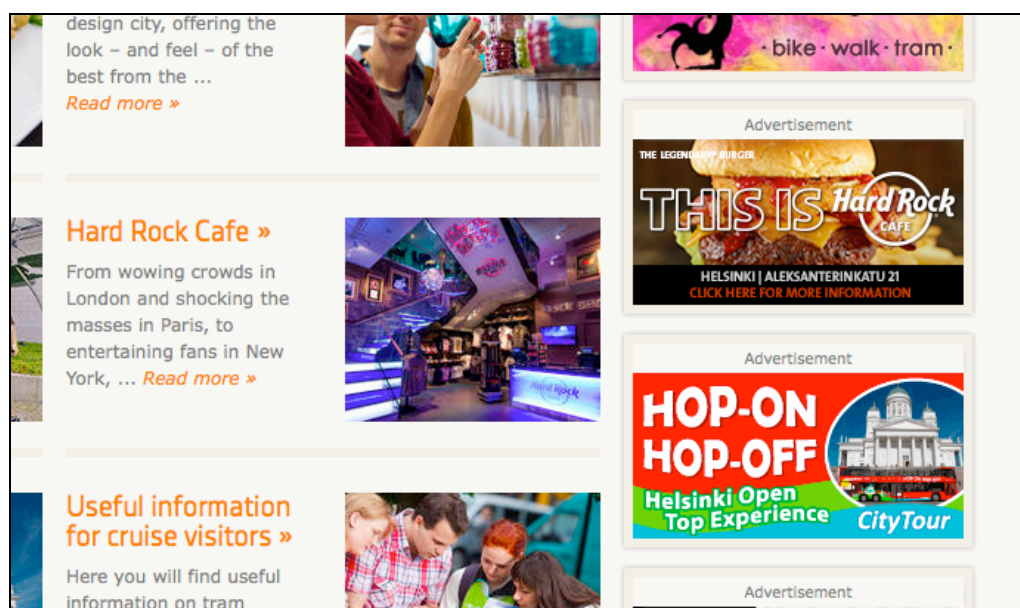 design city, offering the
look – and feel – of the
best from the ...
Read more »
Hard Rock Cafe »
From wowing crowds in
London and shocking the
masses in Paris, to
entertaining fans in New
York, ... Read more »
Hard Rock
Useful information
for cruise visitors »
Here you will find useful
information on tram
· bike · walk · tram ·
Advertisement
THE LEGENDARY BURGER
THIS IS Hard Rock
CAFE
HELSINKI | ALEKSANTERINKATU 21
CLICK HERE FOR MORE INFORMATION
Advertisement
HOP-ON
HOP-OFF
Helsinki Open
Top Experience
CityTour
Advertisement